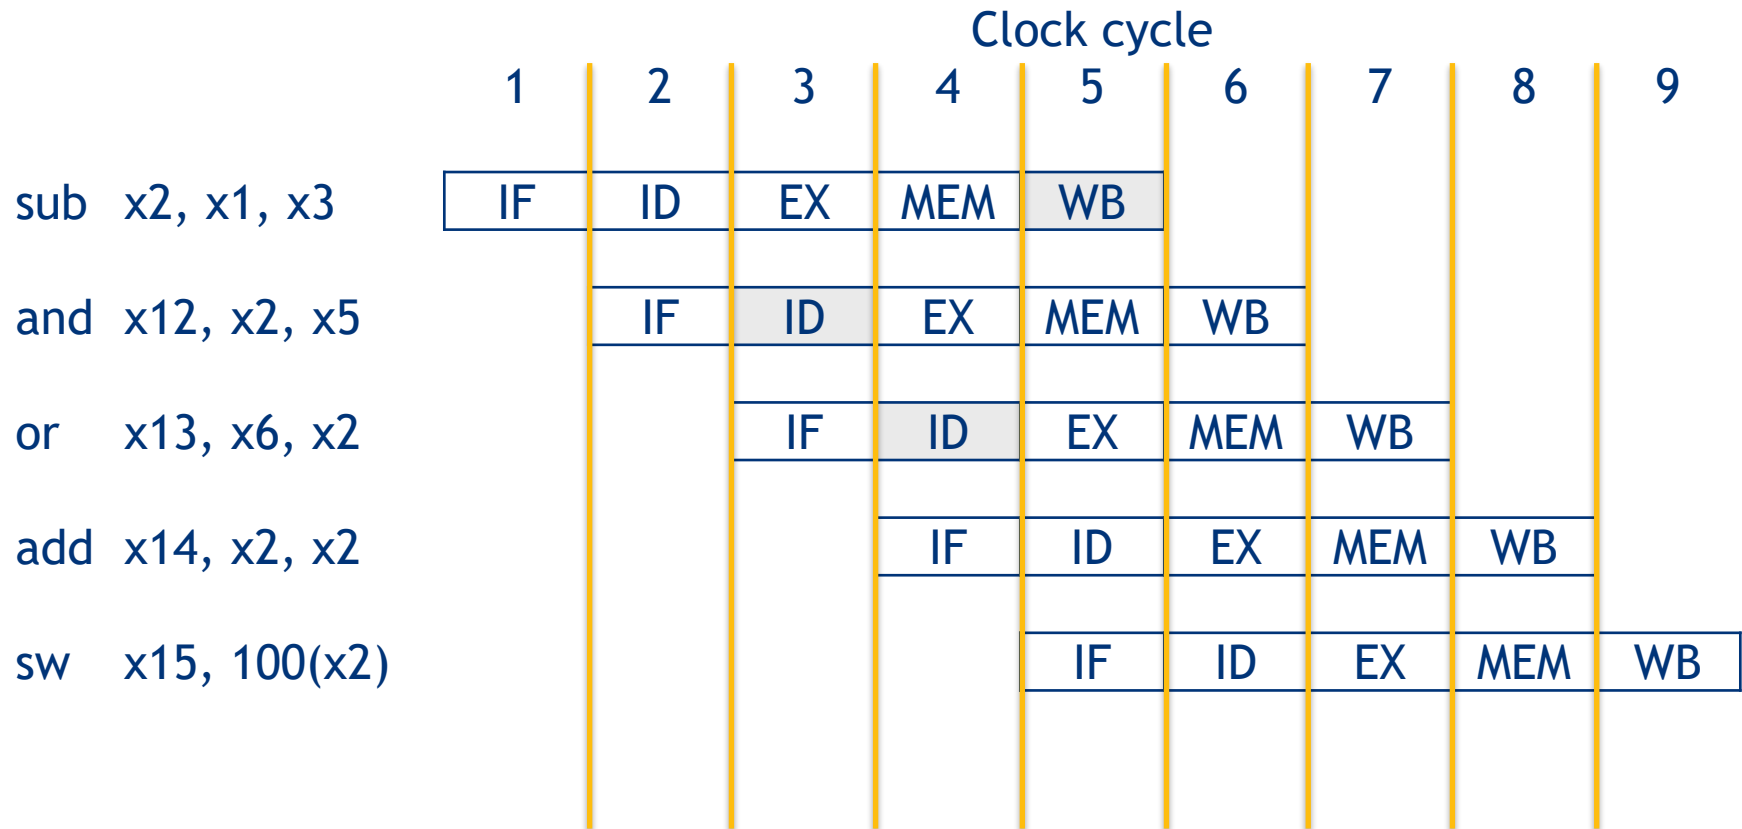 Clock cycle
1 2 3 4 5 6 7 8 9
sub x2, x1, x3 IF ID EX MEM WB
and x12, x2, x5 IF ID EX MEM WB
or x13, x6, x2 IF ID EX MEM WB
add x14, x2, x2 IF ID EX MEM WB
sw x15, 100(x2) IF ID EX MEM WB